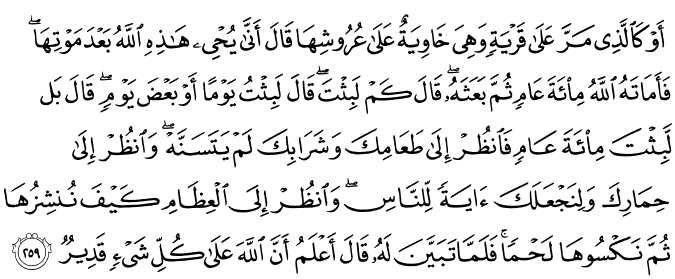 أَوْ كَٱلَّذِى مَرَّ عَلَىٰ قَرْيَةٍ وَهِىَ خَاوِيَةٌ عَلَىٰ عُرُوشِهَا قَالَ أَنَّىٰ يُحْىِۦ هَٰذِهِ ٱللَّهُ بَعْدَ مَوْتِهَا ۖ
فَأَمَاتَهُ ٱللَّهُ مِا۟ئَةَ عَامٍ ثُمَّ بَعَثَهُۥ ۖ قَالَ كَمْ لَبِثْتَ ۖ قَالَ لَبِثْتُ يَوْمًا أَوْ بَعْضَ يَوْمٍ ۖ قَالَ بَل
لَّبِثْتَ مِا۟ئَةَ عَامٍ فَٱنظُرْ إِلَىٰ طَعَامِكَ وَشَرَابِكَ لَمْ يَتَسَنَّهْ ۖ وَٱنظُرْ إِلَىٰ
حِمَارِكَ وَلِنَجْعَلَكَ ءَايَةً لِّلنَّاسِ ۖ وَٱنظُرْ إِلَى ٱلْعِظَامِ كَيْفَ نُنشِزُهَا
ثُمَّ نَكْسُوهَا لَحْمًا ۚ فَلَمَّا تَبَيَّنَ لَهُۥ قَالَ أَعْلَمُ أَنَّ ٱللَّهَ عَلَىٰ كُلِّ شَىْءٍ قَدِيرٌ ٢٥٩